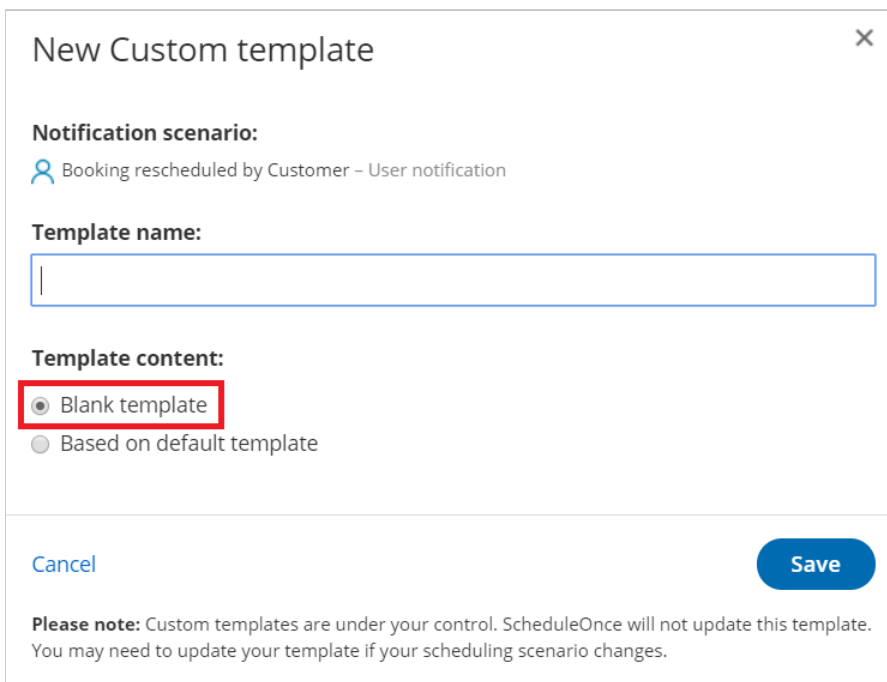 New Custom template
Notification scenario:
Booking rescheduled by Customer – User notification
Template name:
Template content:
Blank template
Based on default template
Cancel
Save
Please note: Custom templates are under your control. ScheduleOnce will not update this template.
You may need to update your template if your scheduling scenario changes.